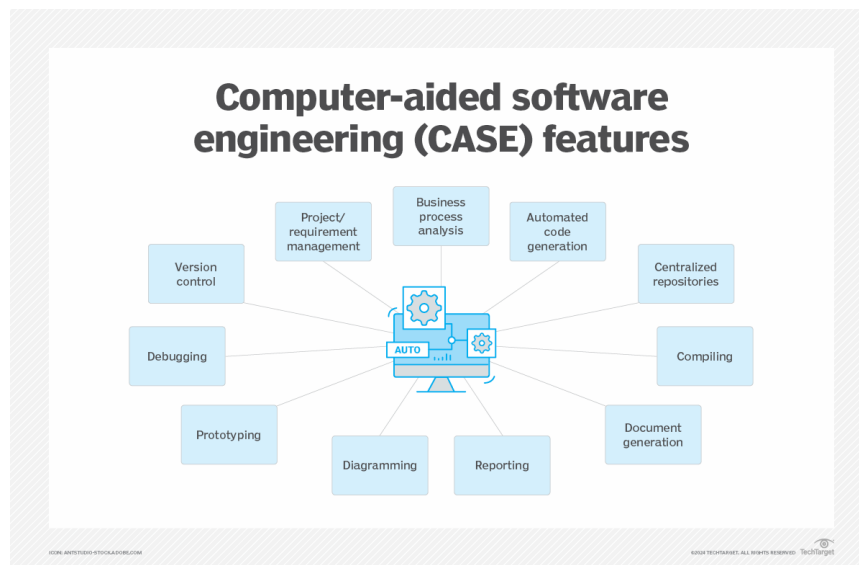 Computer-aided software
engineering (CASE) features
Business
process
analysis
Project/
requirement
management
Automated
code
generation
Version
control
Centralized
repositories
AUTO
Debugging
Compiling
Prototyping
Document
generation
Diagramming
Reporting
ICON: ANTSTUDIO-STOCK.ADOBE.COM
©2024 TECHTARGET. ALL RIGHTS RESERVED
TechTarget